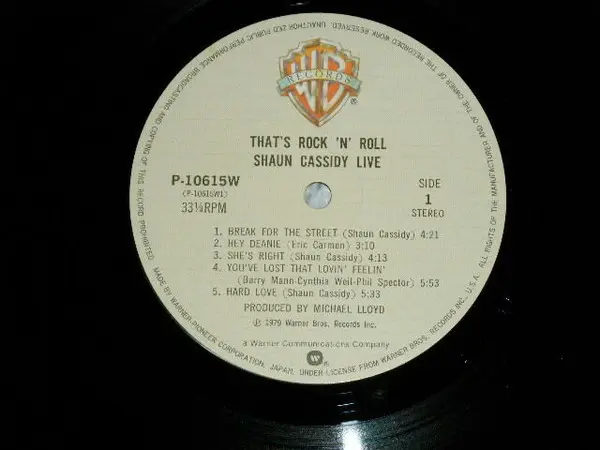 WB
RECORDS
®
THAT'S ROCK 'N' ROLL
SHAUN CASSIDY LIVE
P-10615W
(P-10615W1)
33⅓RPM
SIDE
1
STEREO
1. BREAK FOR THE STREET (Shaun Cassidy) 4:21
2. HEY DEANIE (Eric Carmen) 3:10
3. SHE'S RIGHT (Shaun Cassidy) 4:13
4. YOU'VE LOST THAT LOVIN' FEELIN'
(Barry Mann-Cynthia Weil-Phil Spector) 5:53
5. HARD LOVE (Shaun Cassidy) 5:33
PRODUCED BY MICHAEL LLOYD
℗ 1979 Warner Bros. Records Inc.
a Warner Communications Company
W®
MADE BY WARNER-PIONEER CORPORATION, JAPAN, UNDER LICENSE FROM WARNER BROS. RECORDS INC., U.S.A. ALL RIGHTS OF THE MANUFACTURER AND OF THE OWNER OF THE RECORDED WORK RESERVED. UNAUTHORIZED PUBLIC PERFORMANCE BROADCASTING AND COPYING OF THIS RECORD PROHIBITED.